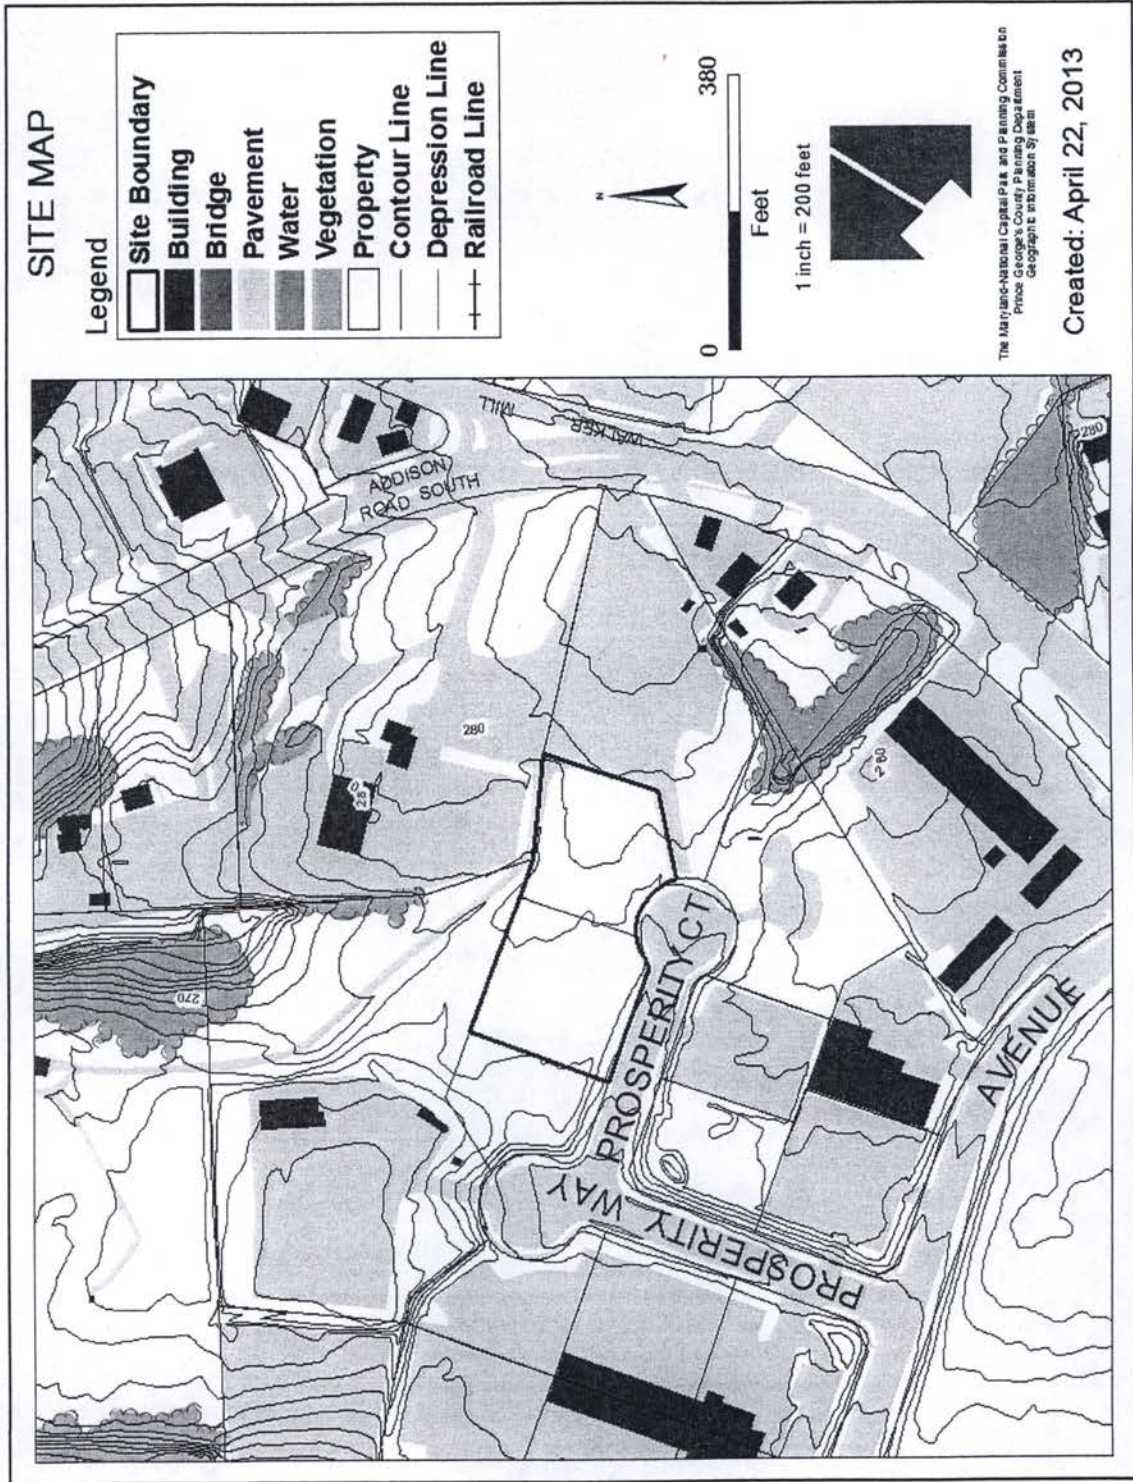 SITE MAP
Legend
Site Boundary
Building
Bridge
Pavement
Water
Vegetation
Property
Contour Line
Depression Line
Railroad Line
N
0
380
Feet
1 inch = 200 feet
The Maryland-National Capital Park and Planning Commission
Prince George's County Planning Department
Geographic Information System
Created: April 22, 2013
ADDISON
ROAD SOUTH
WALKER
MILL
280
280
280
280
270
PROSPERITY CT
PROSPERITY WAY
AVENUE